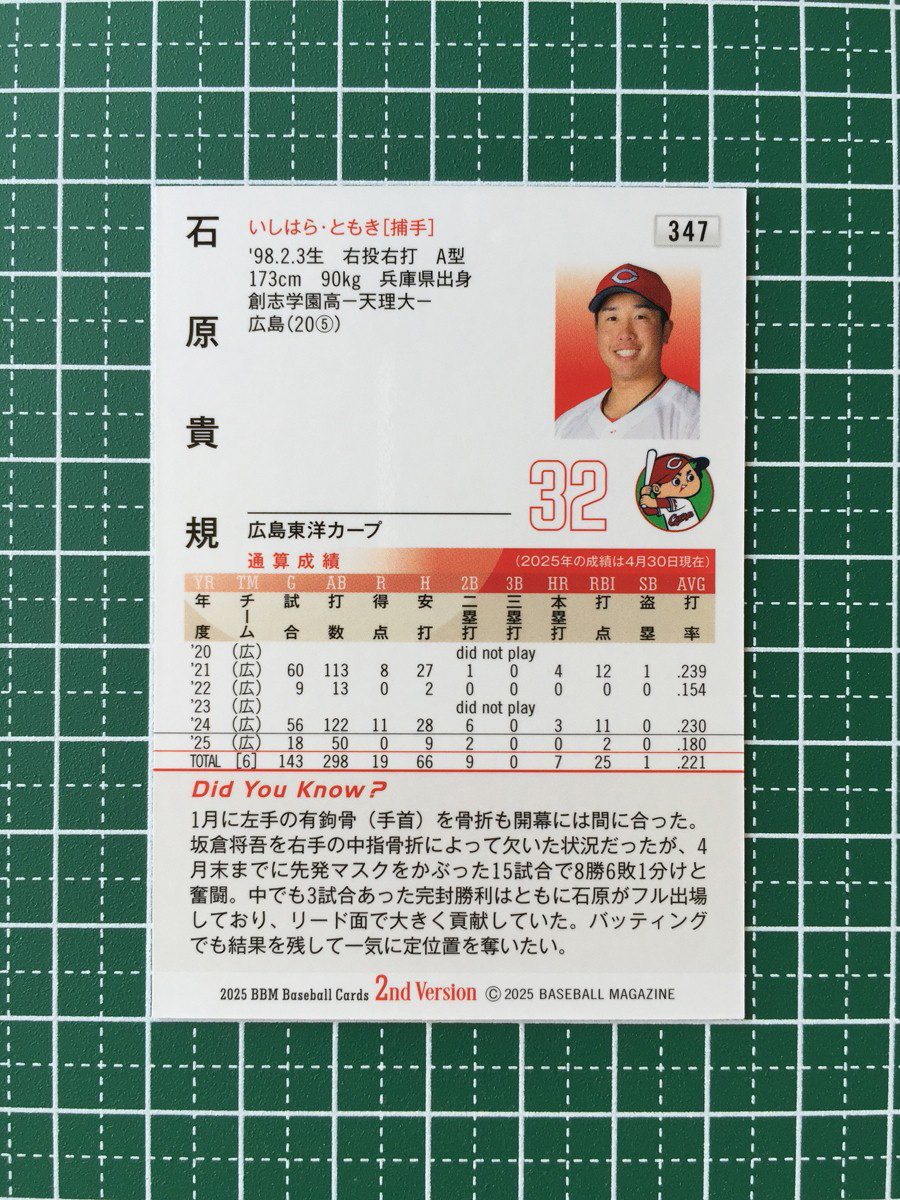 石原貴規
いしはら・ともき[捕手]
347
'98.2.3生 右投右打 A型
173cm 90kg 兵庫県出身
創志学園高ー天理大ー
広島(20⑤)
32
広島東洋カープ
通算成績 (2025年の成績は4月30日現在)
YR TM G AB R H 2B 3B HR RBI SB AVG
年度 チーム 試合 打数 得点 安打 二塁打 三塁打 本塁打 打点 盗塁 打率
'20 (広) did not play
'21 (広) 60 113 8 27 1 0 4 12 1 .239
'22 (広) 9 13 0 2 0 0 0 0 0 .154
'23 (広) did not play
'24 (広) 56 122 11 28 6 0 3 11 0 .230
'25 (広) 18 50 0 9 2 0 0 2 0 .180
TOTAL [6] 143 298 19 66 9 0 7 25 1 .221
Did You Know?
1月に左手の有鉤骨（手首）を骨折も開幕には間に合った。
坂倉将吾を右手の中指骨折によって欠いた状況だったが、4
月末までに先発マスクをかぶった15試合で8勝6敗1分けと
奮闘。中でも3試合あった完封勝利はともに石原がフル出場
しており、リード面で大きく貢献していた。バッティング
でも結果を残して一気に定位置を奪いたい。
2025 BBM Baseball Cards 2nd Version © 2025 BASEBALL MAGAZINE